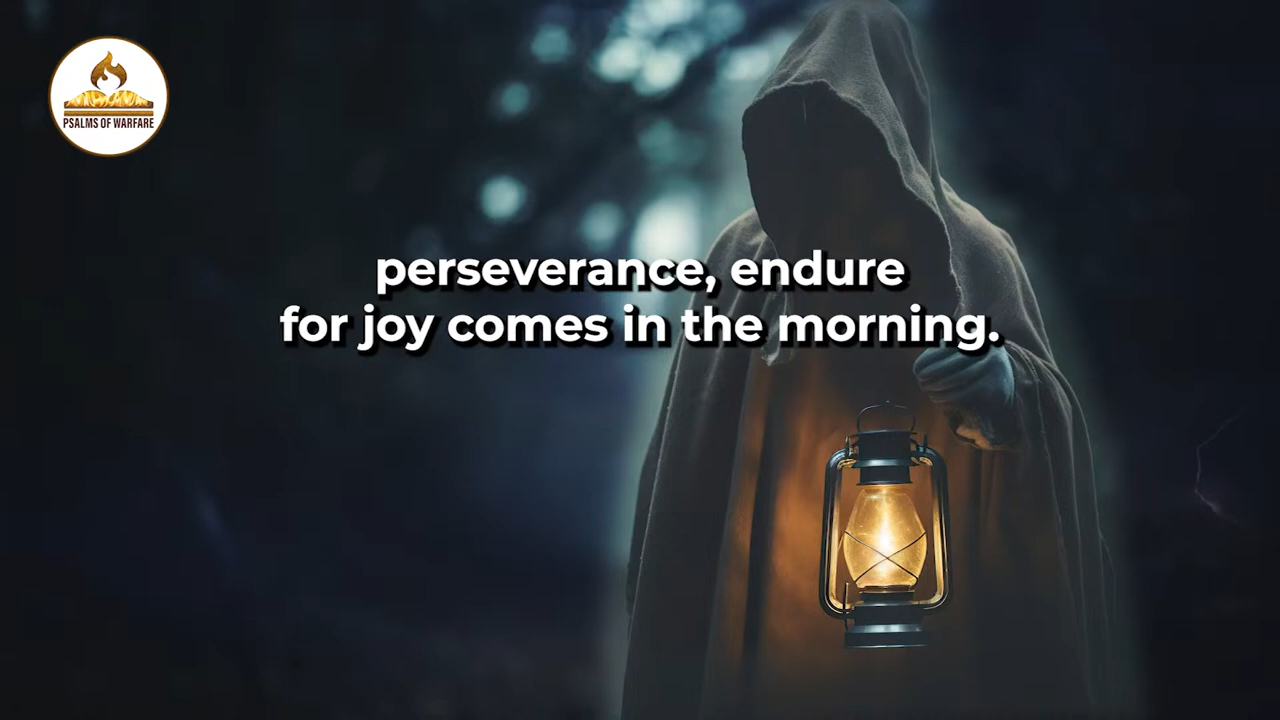 PSALMS OF WARFARE
perseverance, endure
for joy comes in the morning.